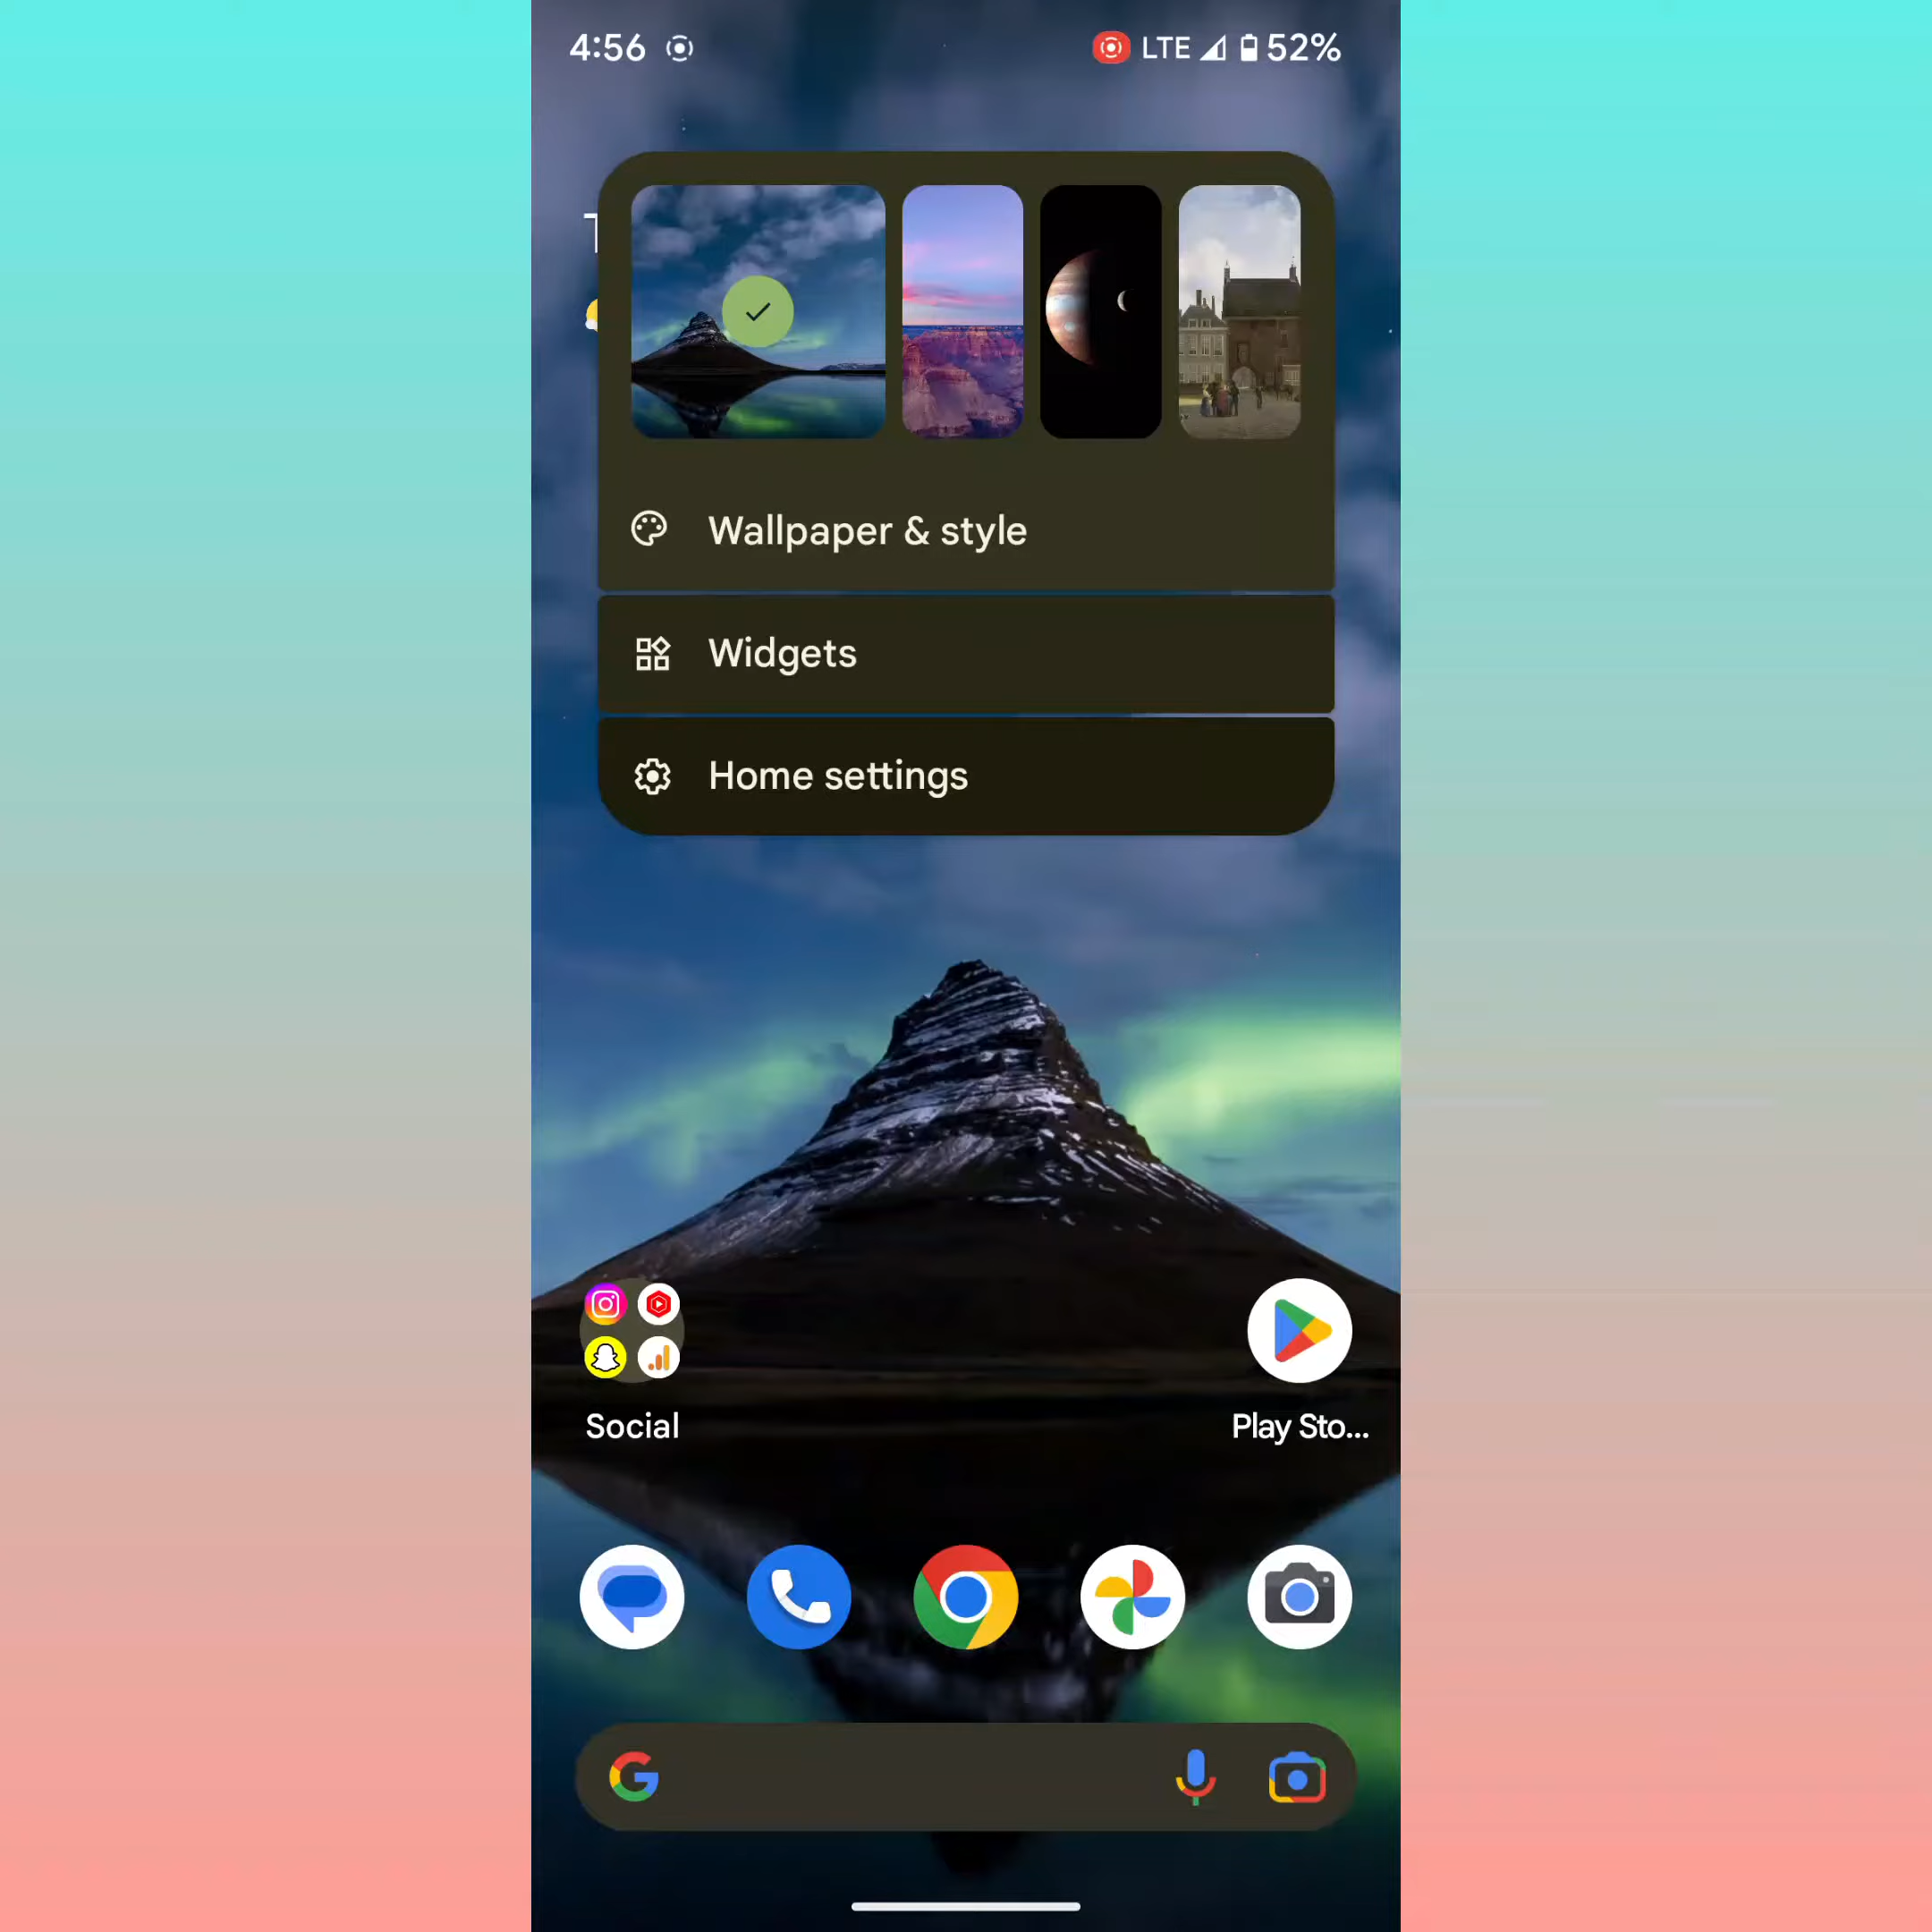 4:56 LTE 52%
T
Wallpaper & style
Widgets
Home settings
Social
Play Sto...